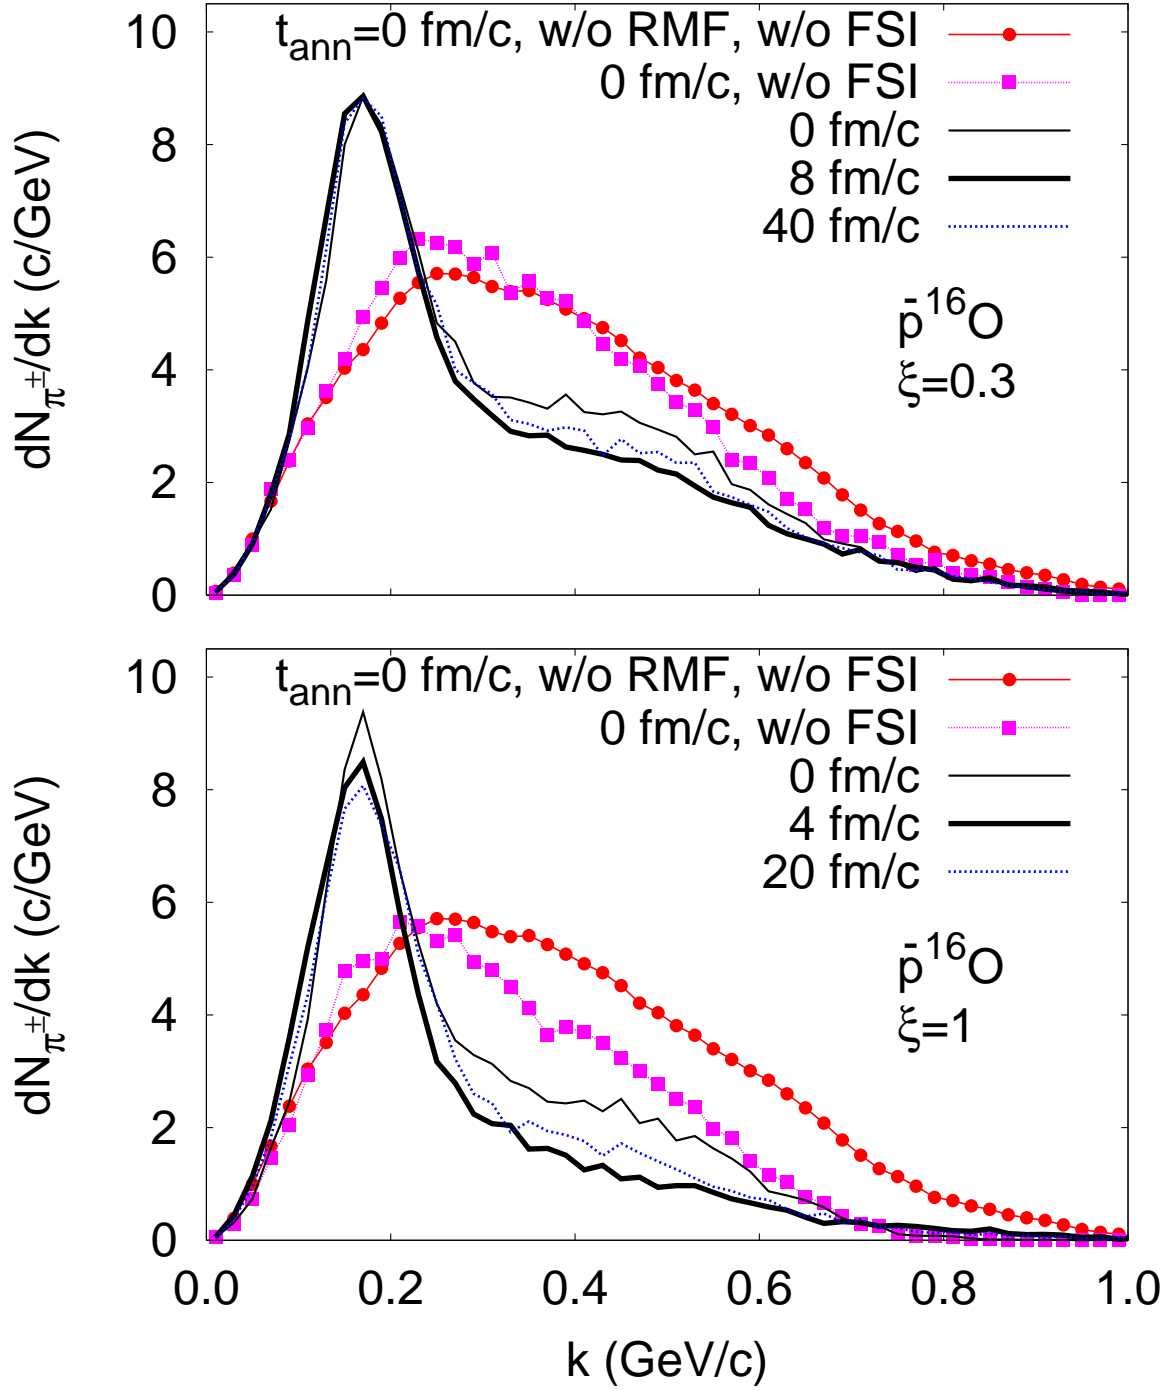 10
8
6
4
2
0
dN_π±/dk (c/GeV)
t_ann=0 fm/c, w/o RMF, w/o FSI
0 fm/c, w/o FSI
0 fm/c
8 fm/c
40 fm/c
p̄¹⁶O
ξ=0.3
10
8
6
4
2
0
dN_π±/dk (c/GeV)
t_ann=0 fm/c, w/o RMF, w/o FSI
0 fm/c, w/o FSI
0 fm/c
4 fm/c
20 fm/c
p̄¹⁶O
ξ=1
0.0 0.2 0.4 0.6 0.8 1.0
k (GeV/c)